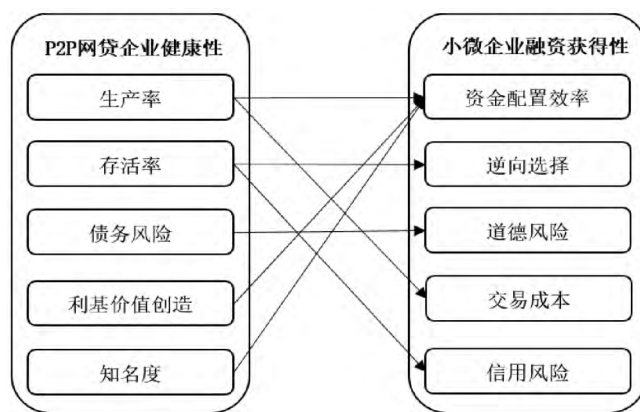 P2P网贷企业健康性
生产率
存活率
债务风险
利基价值创造
知名度
小微企业融资获得性
资金配置效率
逆向选择
道德风险
交易成本
信用风险